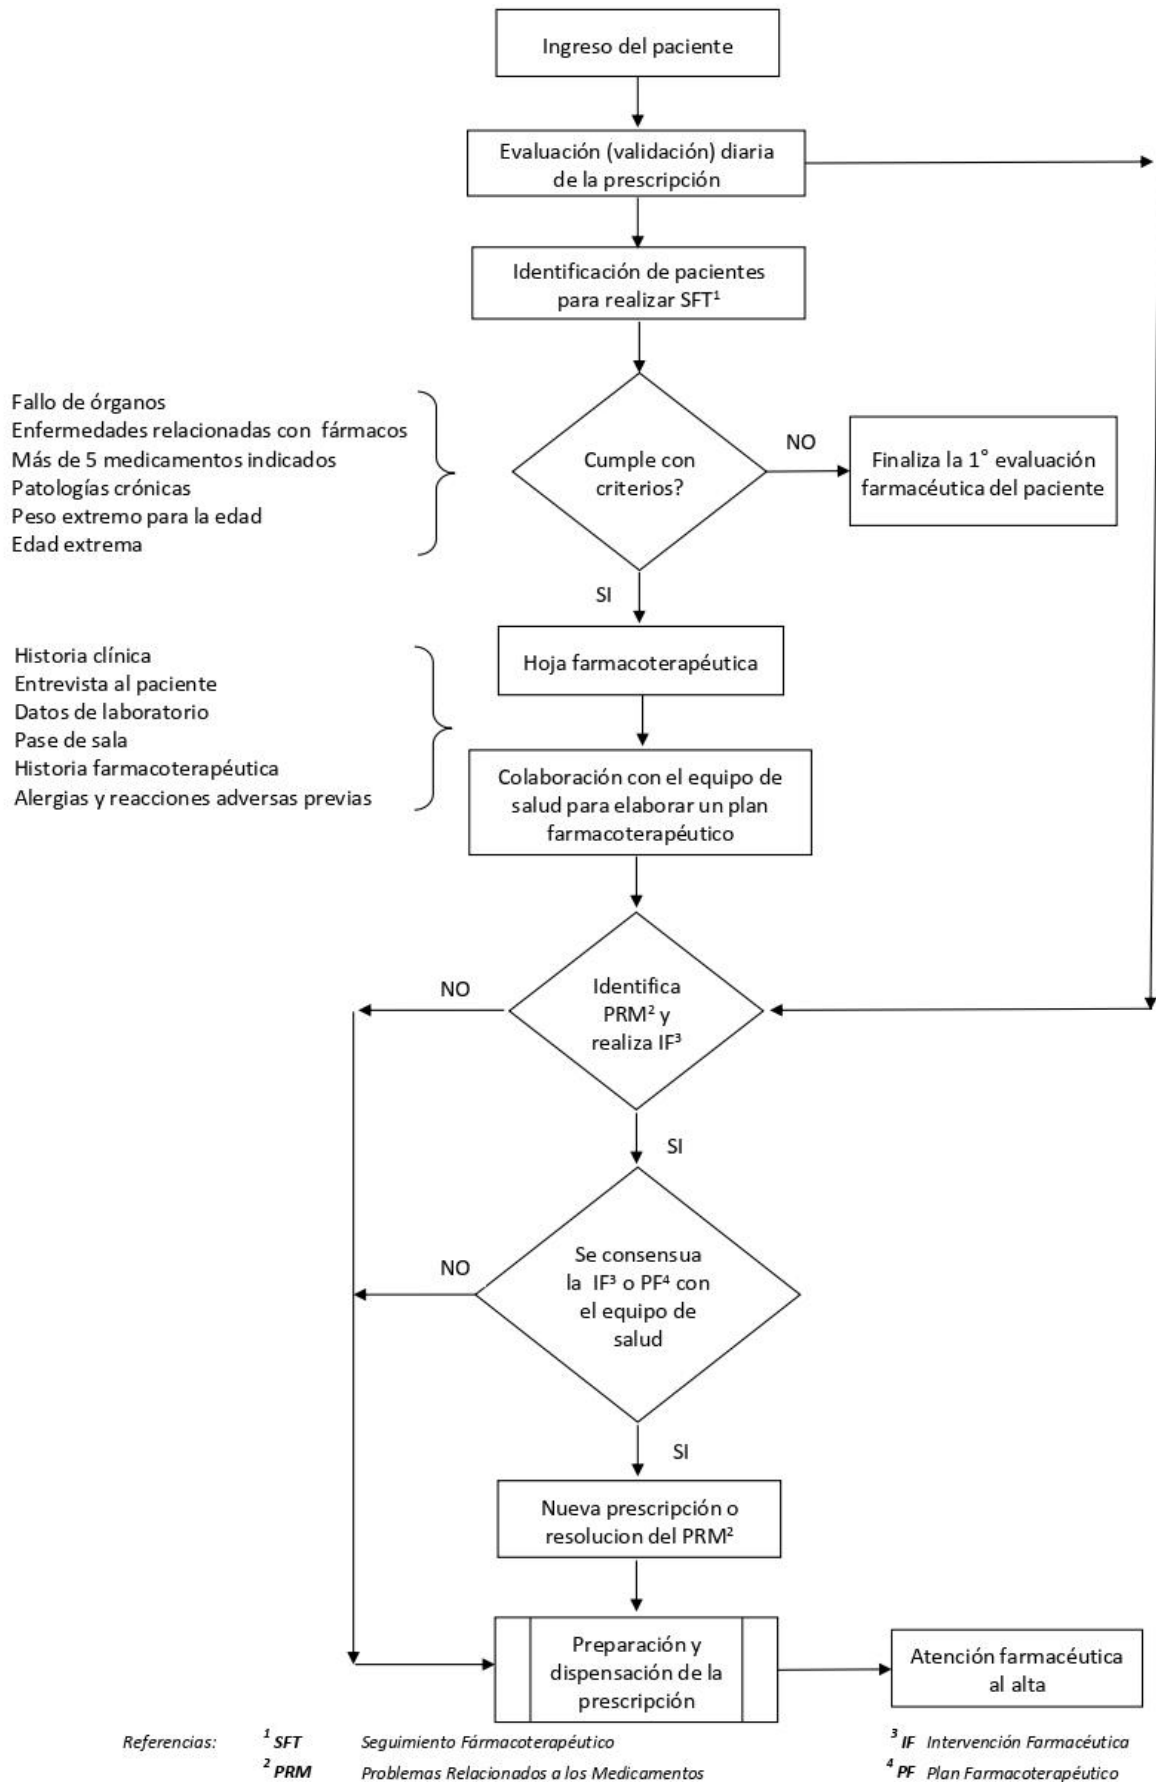 Ingreso del paciente
Evaluación (validación) diaria
de la prescripción
Identificación de pacientes
para realizar SFT¹
Fallo de órganos
Enfermedades relacionadas con fármacos
Más de 5 medicamentos indicados
Patologías crónicas
Peso extremo para la edad
Edad extrema
Cumple con
criterios?
NO
Finaliza la 1° evaluación
farmacéutica del paciente
SI
Historia clínica
Entrevista al paciente
Datos de laboratorio
Pase de sala
Historia farmacoterapéutica
Alergias y reacciones adversas previas
Hoja farmacoterapéutica
Colaboración con el equipo de
salud para elaborar un plan
farmacoterapéutico
NO
Identifica
PRM² y
realiza IF³
SI
NO
Se consensua
la IF³ o PF⁴ con
el equipo de
salud
SI
Nueva prescripción o
resolucion del PRM²
Preparación y
dispensación de la
prescripción
Atención farmacéutica
al alta
Referencias: ¹ SFT Seguimiento Fármacoterapéutico ³ IF Intervención Farmacéutica
² PRM Problemas Relacionados a los Medicamentos ⁴ PF Plan Farmacoterapéutico